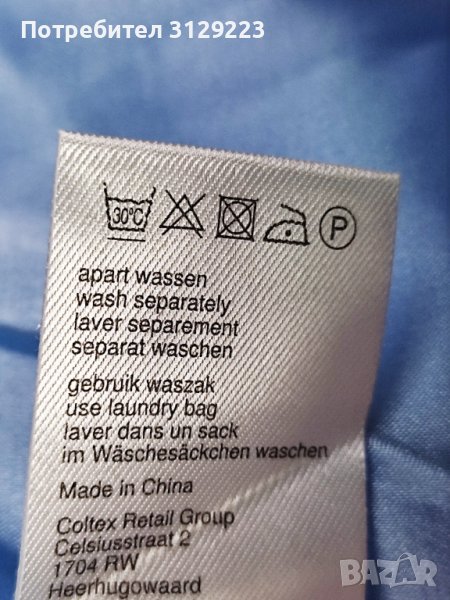 Потребител 3129223
30°C
P
apart wassen
wash separately
laver separement
separat waschen
gebruik waszak
use laundry bag
laver dans un sack
im Wäschesäckchen waschen
Made in China
Coltex Retail Group
Celsiusstraat 2
1704 RW
Heerhugowaard
BAZAR